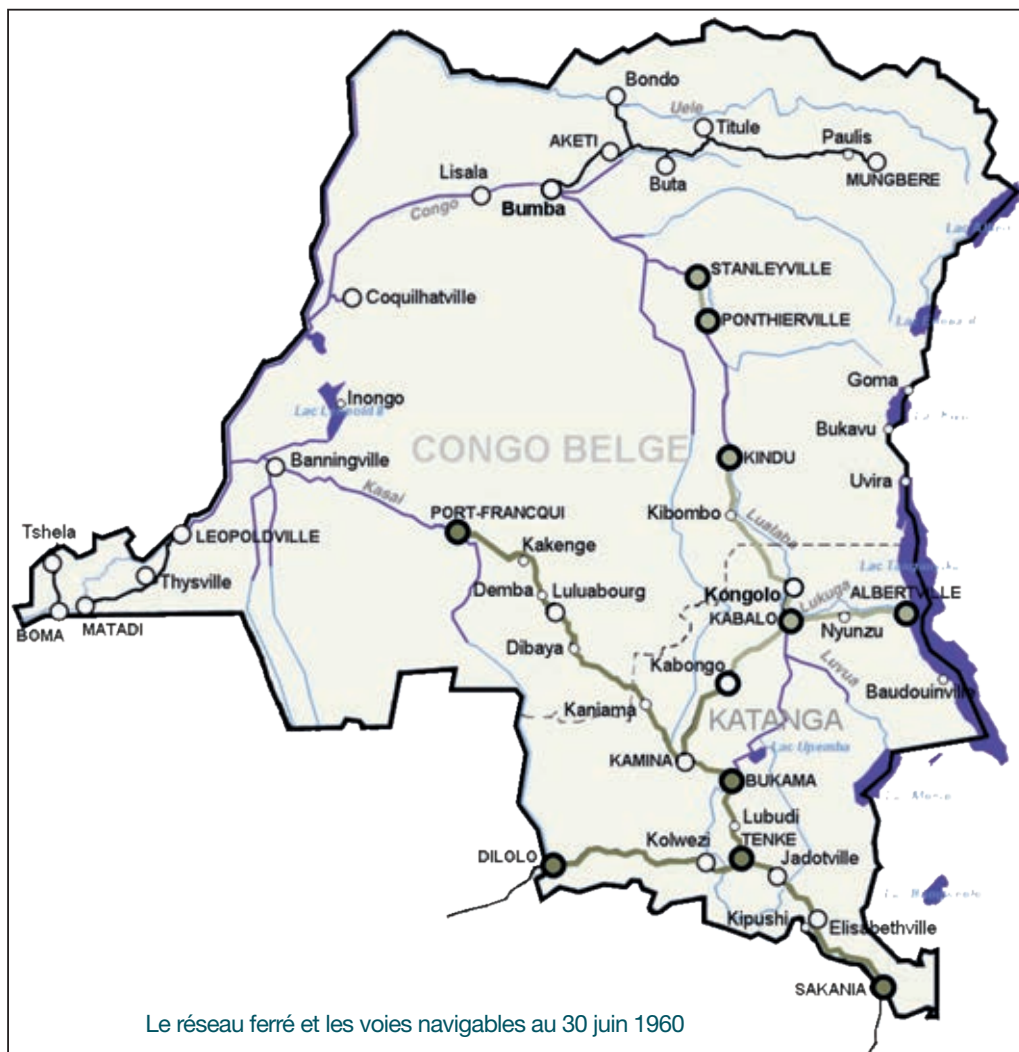 Bondo
Uele
Titule
AKETI
Paulis
Buta
MUNGBERE
Lisala
Bumba
Congo
STANLEYVILLE
Coquilhatville
PONTHIERVILLE
Goma
Inongo
Bukavu
CONGO BELGE
Banningville
KINDU
Uvira
Kasai
PORT-FRANCQUI
Kibombo
Lualaba
Tshela
LEOPOLDVILLE
Kakenge
Thysville
Demba
Luluabourg
Kongolo
Lukuga
ALBERTVILLE
BOMA
MATADI
KABALO
Nyunzu
Dibaya
Kabongo
Luvua
Baudouinville
Kaniama
KATANGA
Lac Upemba
KAMINA
BUKAMA
Lubudi
Kolwezi
TENKE
DILOLO
Jadotville
Kipushi
Elisabethville
SAKANIA
Le réseau ferré et les voies navigables au 30 juin 1960